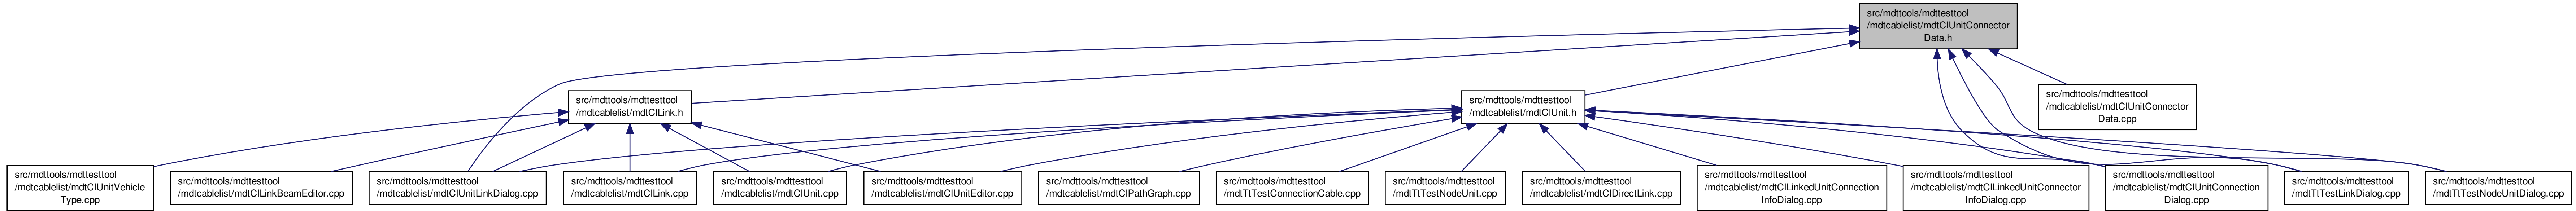 src/mdttools/mdttesttool
/mdtcablelist/mdtClUnitConnector
Data.h
src/mdttools/mdttesttool
/mdtcablelist/mdtClLink.h
src/mdttools/mdttesttool
/mdtcablelist/mdtClUnit.h
src/mdttools/mdttesttool
/mdtcablelist/mdtClUnitConnector
Data.cpp
src/mdttools/mdttesttool
/mdtcablelist/mdtClUnitVehicle
Type.cpp
src/mdttools/mdttesttool
/mdtcablelist/mdtClLinkBeamEditor.cpp
src/mdttools/mdttesttool
/mdtcablelist/mdtClUnitLinkDialog.cpp
src/mdttools/mdttesttool
/mdtcablelist/mdtClLink.cpp
src/mdttools/mdttesttool
/mdtcablelist/mdtClUnit.cpp
src/mdttools/mdttesttool
/mdtcablelist/mdtClUnitEditor.cpp
src/mdttools/mdttesttool
/mdtcablelist/mdtClPathGraph.cpp
src/mdttools/mdttesttool
/mdtTtTestConnectionCable.cpp
src/mdttools/mdttesttool
/mdtTtTestNodeUnit.cpp
src/mdttools/mdttesttool
/mdtcablelist/mdtClDirectLink.cpp
src/mdttools/mdttesttool
/mdtcablelist/mdtClLinkedUnitConnection
InfoDialog.cpp
src/mdttools/mdttesttool
/mdtcablelist/mdtClLinkedUnitConnector
InfoDialog.cpp
src/mdttools/mdttesttool
/mdtcablelist/mdtClUnitConnection
Dialog.cpp
src/mdttools/mdttesttool
/mdtTtTestLinkDialog.cpp
src/mdttools/mdttesttool
/mdtTtTestNodeUnitDialog.cpp